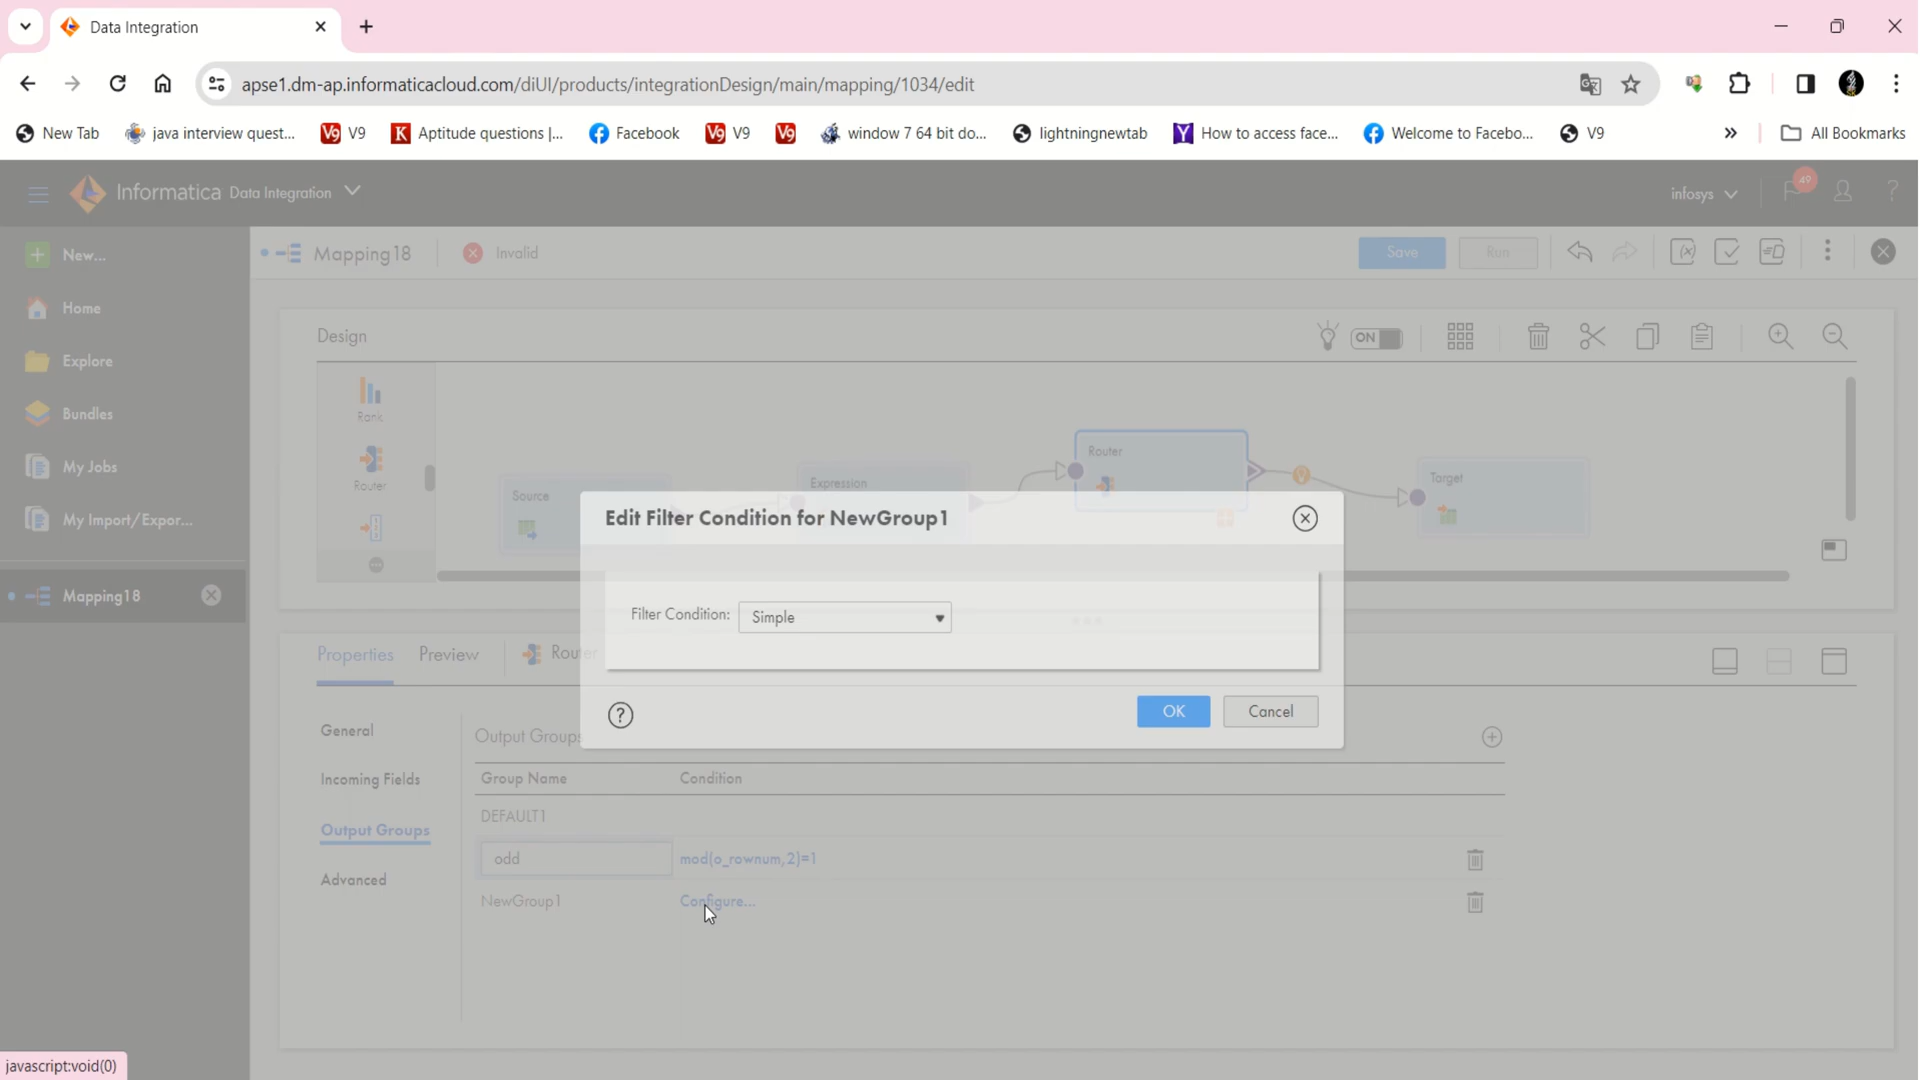 Data Integration
apse1.dm-ap.informaticacloud.com/diUI/products/integrationDesign/main/mapping/1034/edit
New Tab java interview quest... V9 Aptitude questions |... Facebook V9 window 7 64 bit do... lightningnewtab How to access face... Welcome to Facebo... V9 » All Bookmarks
Informatica Data Integration infosys 49 ?
New... Mapping18 Invalid Save Run
Home
Explore
Bundles
My Jobs
My Import/Expor...
Mapping18
Design ON
Rank
Router
Source
Expression
Router
Target
Edit Filter Condition for NewGroup1
Filter Condition: Simple
? OK Cancel
Properties Preview
General
Incoming Fields
Output Groups
Advanced
Output Groups
Group Name Condition
DEFAULT1
odd mod(o_rownum,2)=1
NewGroup1 Configure...
javascript:void(0)